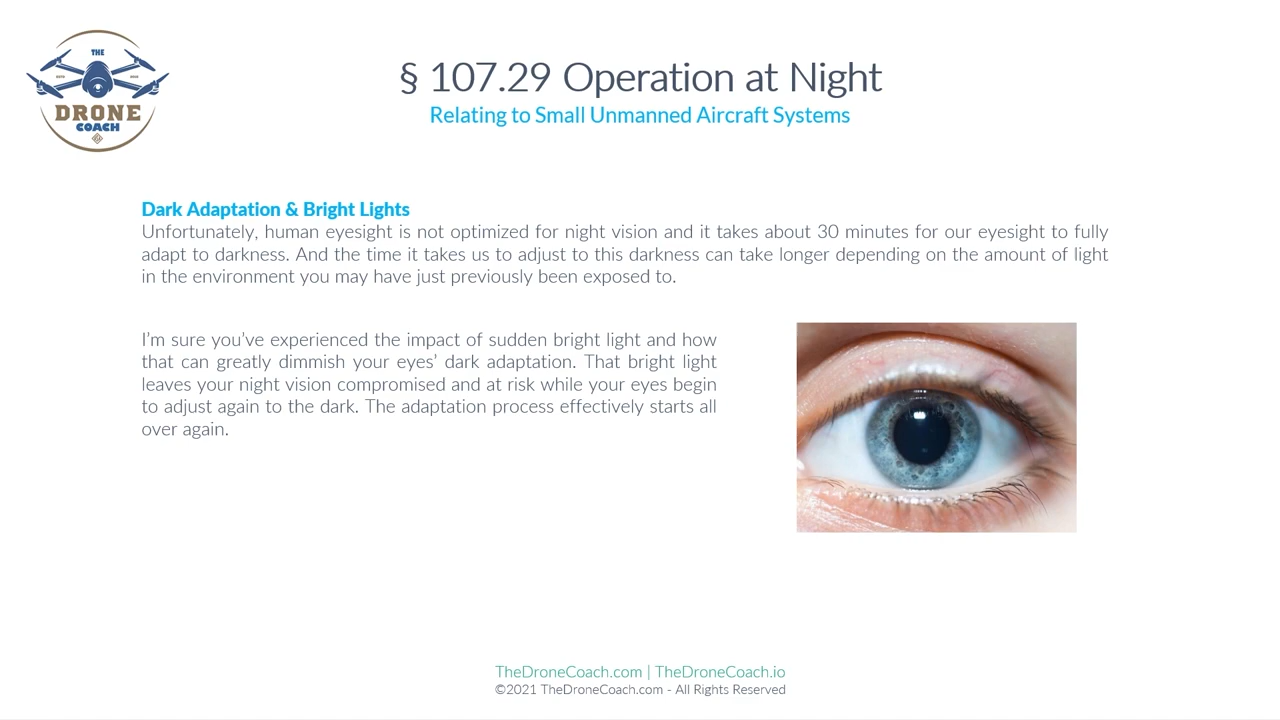 THE
DRONE
COACH
§ 107.29 Operation at Night
Relating to Small Unmanned Aircraft Systems
Dark Adaptation & Bright Lights
Unfortunately, human eyesight is not optimized for night vision and it takes about 30 minutes for our eyesight to fully
adapt to darkness. And the time it takes us to adjust to this darkness can take longer depending on the amount of light
in the environment you may have just previously been exposed to.
I'm sure you've experienced the impact of sudden bright light and how
that can greatly dimmish your eyes' dark adaptation. That bright light
leaves your night vision compromised and at risk while your eyes begin
to adjust again to the dark. The adaptation process effectively starts all
over again.
TheDroneCoach.com | TheDroneCoach.io
©2021 TheDroneCoach.com - All Rights Reserved